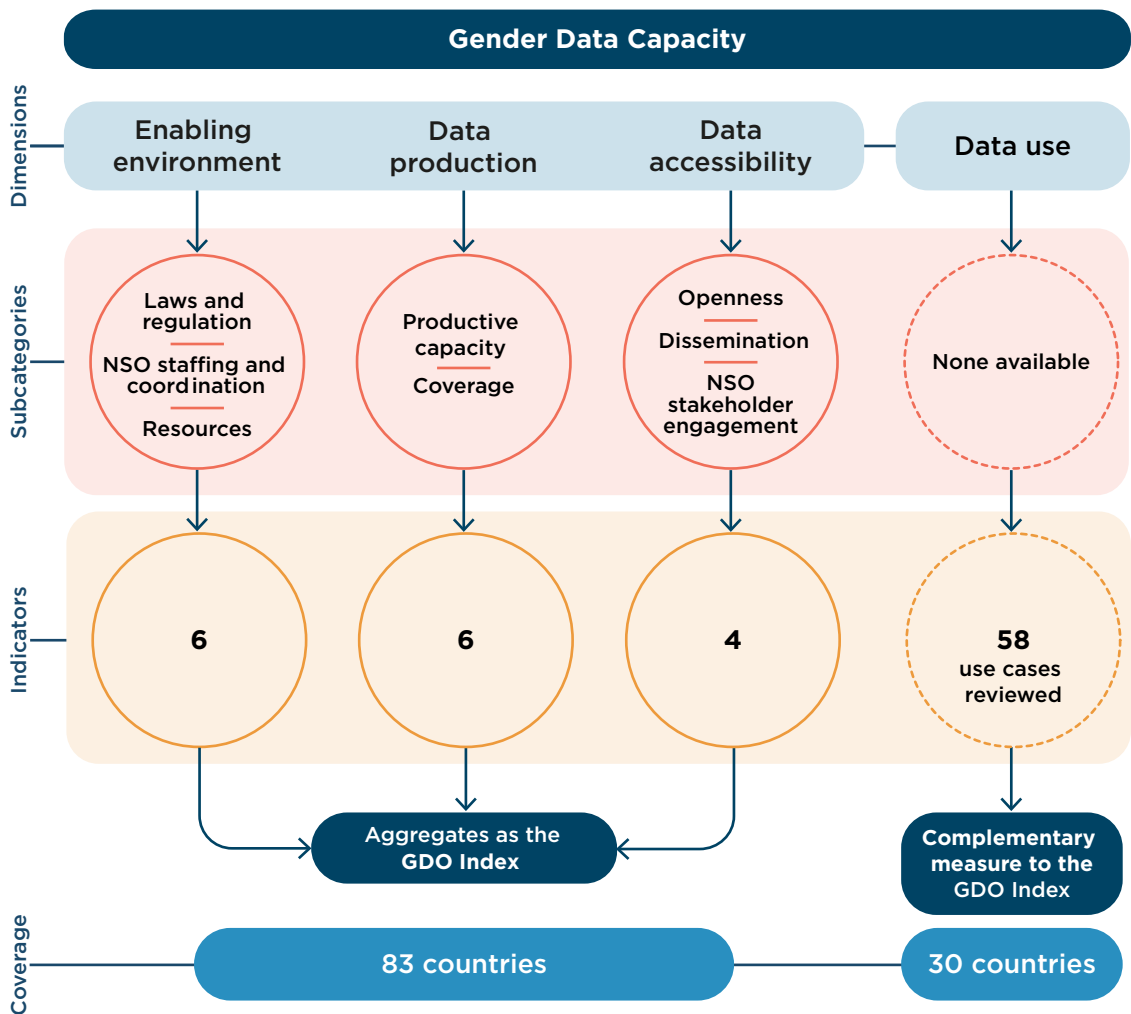 Gender Data Capacity
Dimensions
Enabling
environment
Data
production
Data
accessibility
Data use
Subcategories
Laws and
regulation
NSO staffing and
coordination
Resources
Productive
capacity
Coverage
Openness
Dissemination
NSO
stakeholder
engagement
None available
Indicators
6
6
4
58
use cases
reviewed
Aggregates as the
GDO Index
Complementary
measure to the
GDO Index
Coverage
83 countries
30 countries